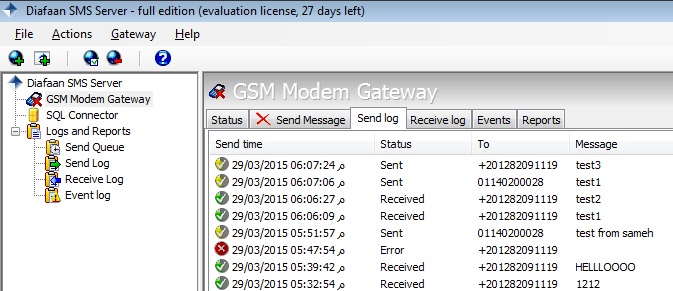 Diafaan SMS Server - full edition (evaluation license, 27 days left)
File Actions Gateway Help
Diafaan SMS Server
GSM Modem Gateway
SQL Connector
Logs and Reports
Send Queue
Send Log
Receive Log
Event log
GSM Modem Gateway
Status Send Message Send log Receive log Events Reports
Send time Status To Message
29/03/2015 06:07:24 م Sent +201282091119 test3
29/03/2015 06:07:06 م Sent 01140200028 test1
29/03/2015 06:06:27 م Received +201282091119 test2
29/03/2015 06:06:09 م Received +201282091119 test1
29/03/2015 05:51:57 م Sent 01140200028 test from sameh
29/03/2015 05:47:54 م Error +201282091119
29/03/2015 05:39:42 م Received +201282091119 HELLLOOOO
29/03/2015 05:32:54 م Received +201282091119 1212